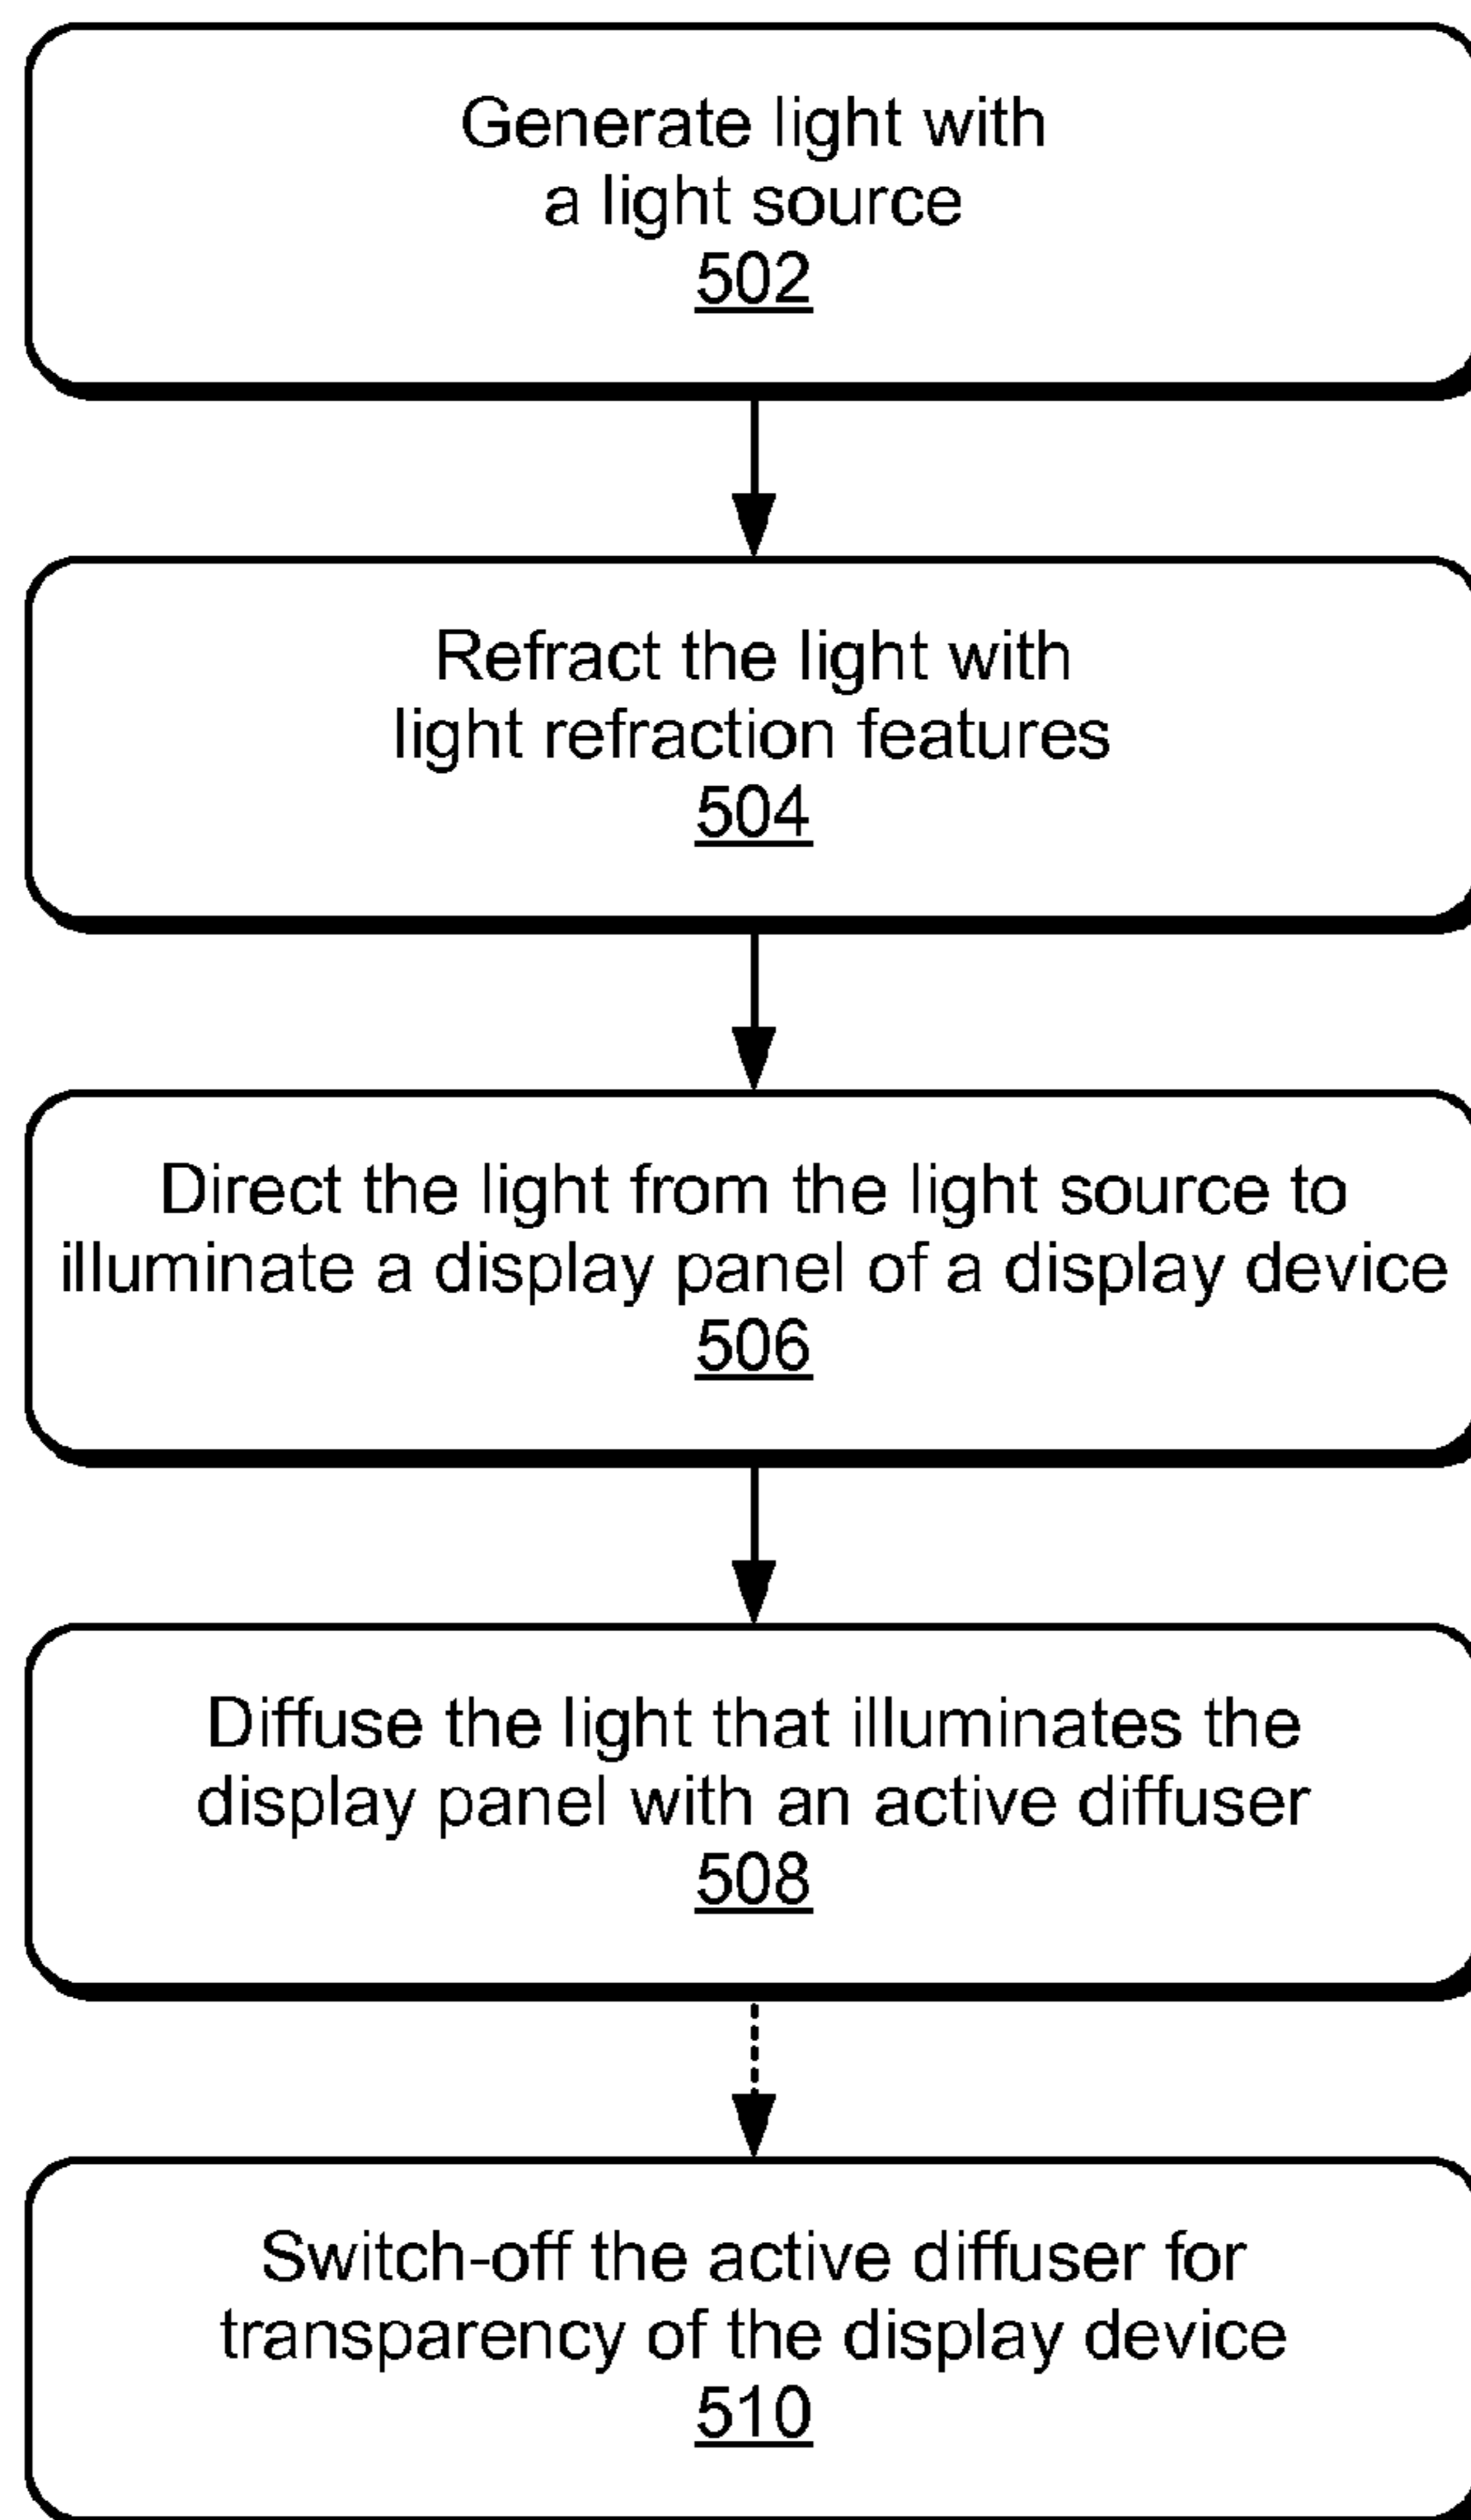 Generate light with
a light source
502
Refract the light with
light refraction features
504
Direct the light from the light source to
illuminate a display panel of a display device
506
Diffuse the light that illuminates the
display panel with an active diffuser
508
Switch-off the active diffuser for
transparency of the display device
510